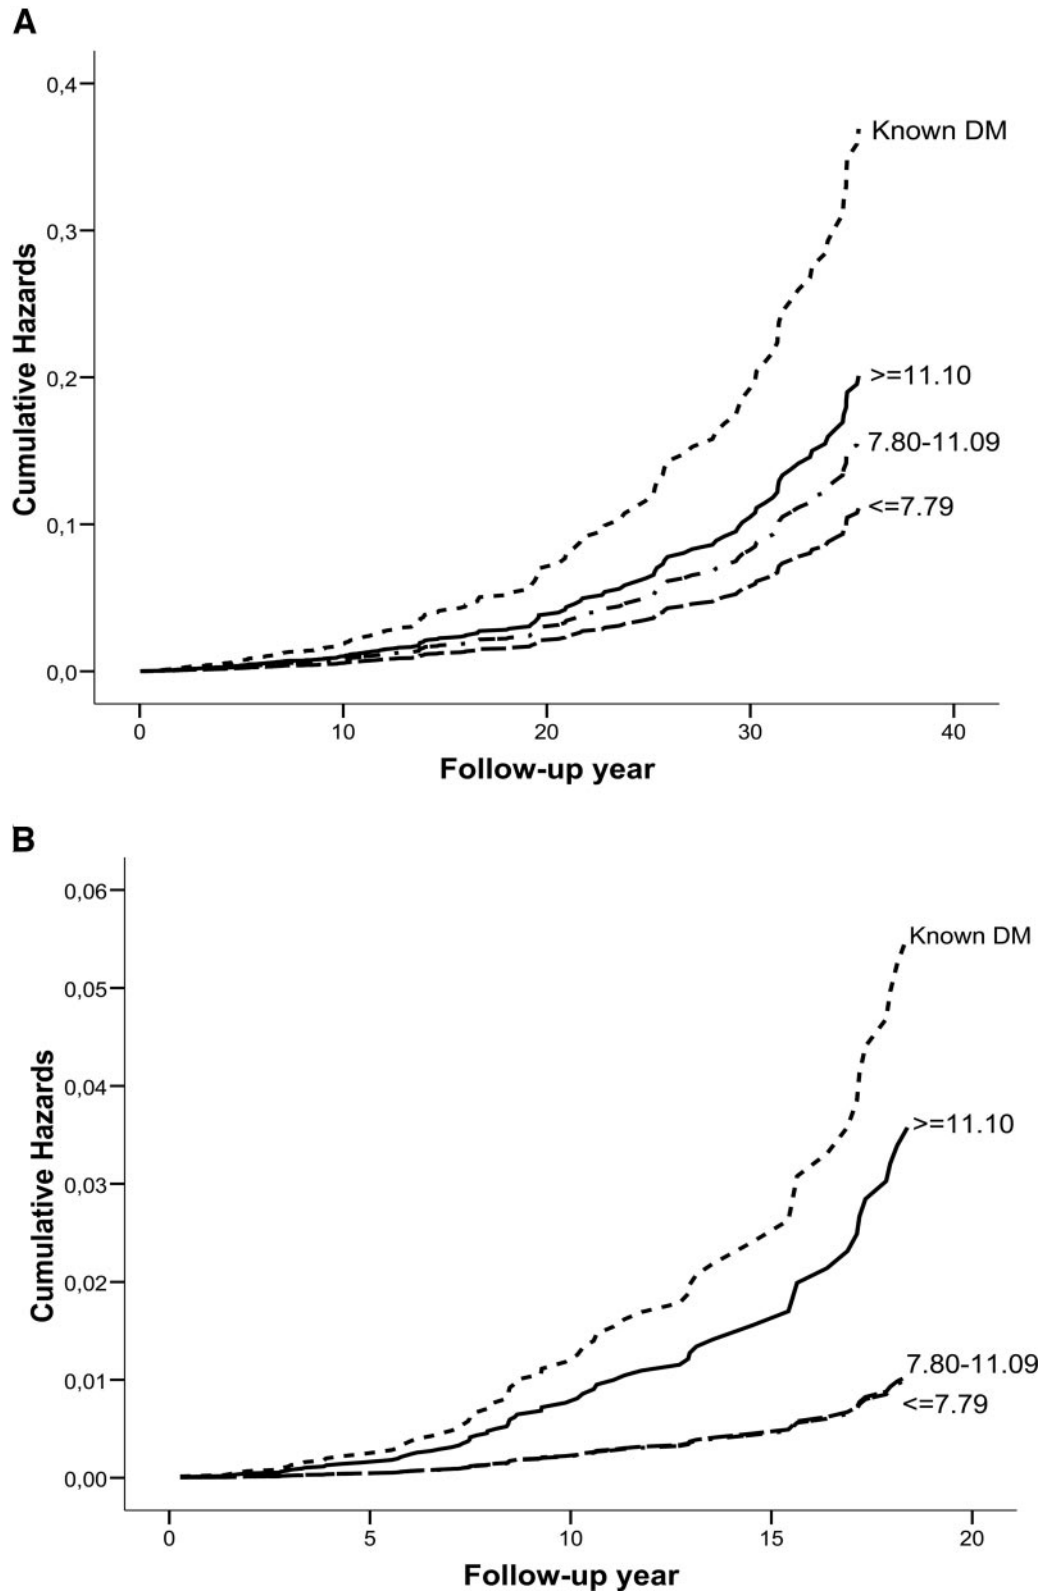 A
0,4
Known DM
0,3
Cumulative Hazards
0,2
>=11.10
7.80-11.09
<=7.79
0,1
0,0
0 10 20 30 40
Follow-up year
B
0,06
Known DM
0,05
0,04
Cumulative Hazards
>=11.10
0,03
0,02
0,01
7.80-11.09
<=7.79
0,00
0 5 10 15 20
Follow-up year